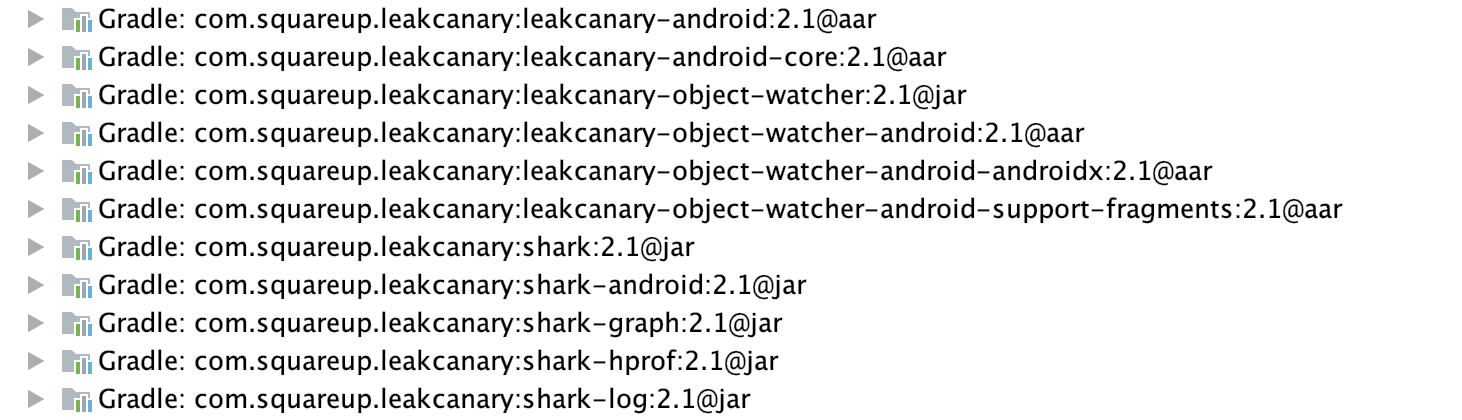 Gradle: com.squareup.leakcanary:leakcanary-android:2.1@aar
Gradle: com.squareup.leakcanary:leakcanary-android-core:2.1@aar
Gradle: com.squareup.leakcanary:leakcanary-object-watcher:2.1@jar
Gradle: com.squareup.leakcanary:leakcanary-object-watcher-android:2.1@aar
Gradle: com.squareup.leakcanary:leakcanary-object-watcher-android-androidx:2.1@aar
Gradle: com.squareup.leakcanary:leakcanary-object-watcher-android-support-fragments:2.1@aar
Gradle: com.squareup.leakcanary:shark:2.1@jar
Gradle: com.squareup.leakcanary:shark-android:2.1@jar
Gradle: com.squareup.leakcanary:shark-graph:2.1@jar
Gradle: com.squareup.leakcanary:shark-hprof:2.1@jar
Gradle: com.squareup.leakcanary:shark-log:2.1@jar